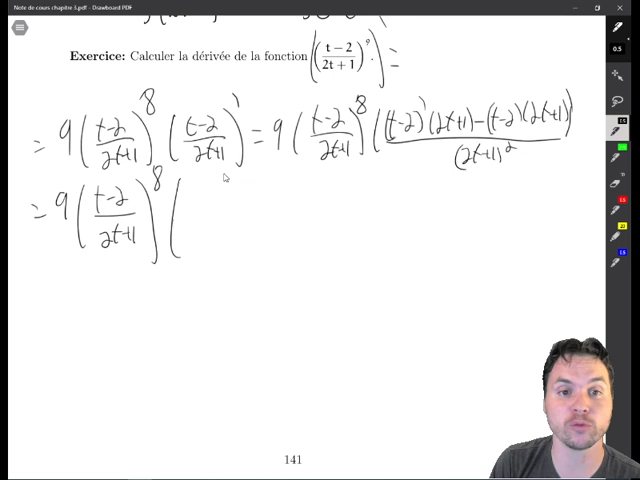 Note de cours chapitre 3.pdf - Drawboard PDF
Exercice: Calculer la dérivée de la fonction ((t − 2)/(2t + 1))^9. )' =
= 9 ((t-2)/(2t+1))^8 ((t-2)/(2t+1))' = 9 ((t-2)/(2t+1))^8 (((t-2)'(2t+1) - (t-2)(2t+1)')/(2t+1)^2)
= 9 ((t-2)/(2t+1))^8 (
141
0.5